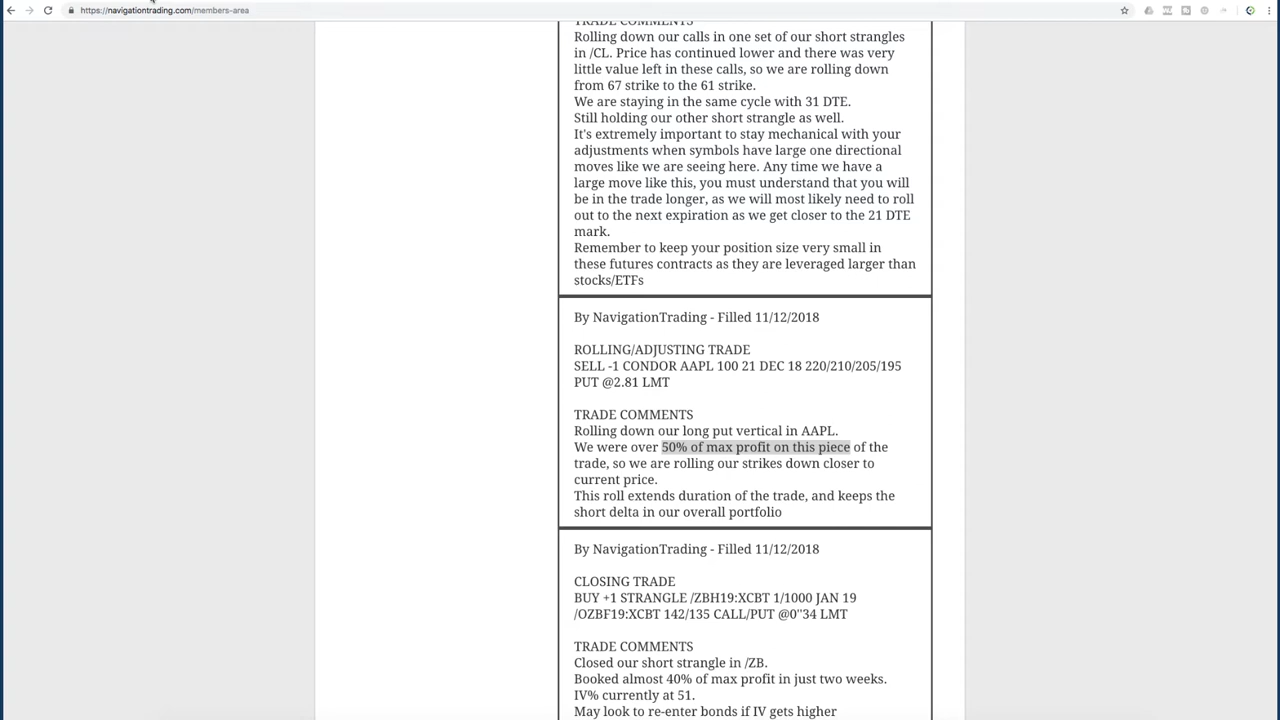 https://navigationtrading.com/members-area
TRADE COMMENTS
Rolling down our calls in one set of our short strangles
in /CL. Price has continued lower and there was very
little value left in these calls, so we are rolling down
from 67 strike to the 61 strike.
We are staying in the same cycle with 31 DTE.
Still holding our other short strangle as well.
It's extremely important to stay mechanical with your
adjustments when symbols have large one directional
moves like we are seeing here. Any time we have a
large move like this, you must understand that you will
be in the trade longer, as we will most likely need to roll
out to the next expiration as we get closer to the 21 DTE
mark.
Remember to keep your position size very small in
these futures contracts as they are leveraged larger than
stocks/ETFs
By NavigationTrading - Filled 11/12/2018
ROLLING/ADJUSTING TRADE
SELL -1 CONDOR AAPL 100 21 DEC 18 220/210/205/195
PUT @2.81 LMT
TRADE COMMENTS
Rolling down our long put vertical in AAPL.
We were over 50% of max profit on this piece of the
trade, so we are rolling our strikes down closer to
current price.
This roll extends duration of the trade, and keeps the
short delta in our overall portfolio
By NavigationTrading - Filled 11/12/2018
CLOSING TRADE
BUY +1 STRANGLE /ZBH19:XCBT 1/1000 JAN 19
/OZBF19:XCBT 142/135 CALL/PUT @0"34 LMT
TRADE COMMENTS
Closed our short strangle in /ZB.
Booked almost 40% of max profit in just two weeks.
IV% currently at 51.
May look to re-enter bonds if IV gets higher